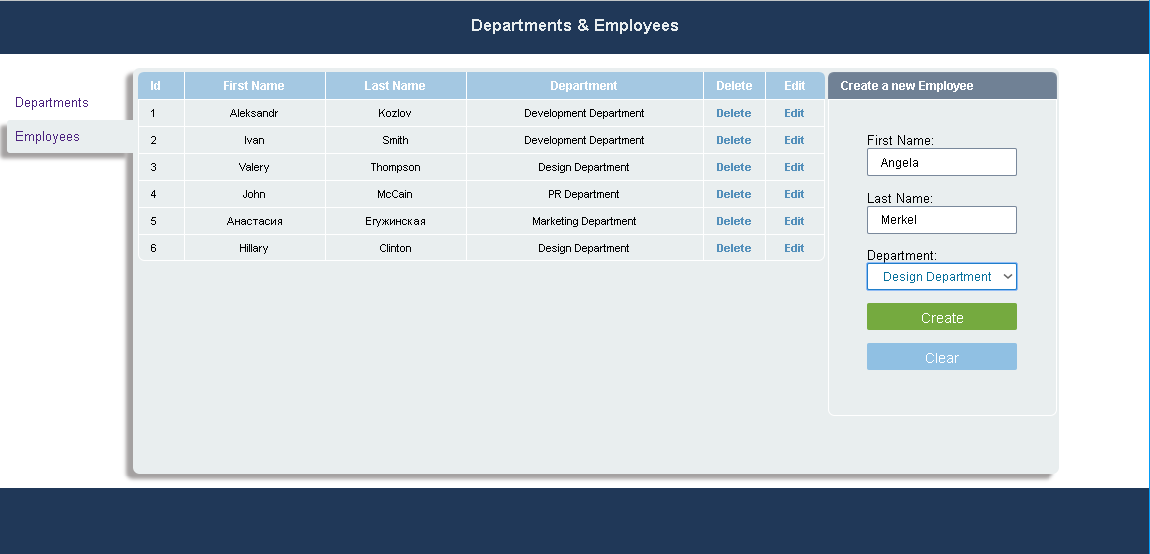 Departments & Employees
Departments
Employees
Id First Name Last Name Department Delete Edit
1 Aleksandr Kozlov Development Department Delete Edit
2 Ivan Smith Development Department Delete Edit
3 Valery Thompson Design Department Delete Edit
4 John McCain PR Department Delete Edit
5 Анастасия Егужинская Marketing Department Delete Edit
6 Hillary Clinton Design Department Delete Edit
Create a new Employee
First Name:
Angela
Last Name:
Merkel
Department:
Design Department
Create
Clear